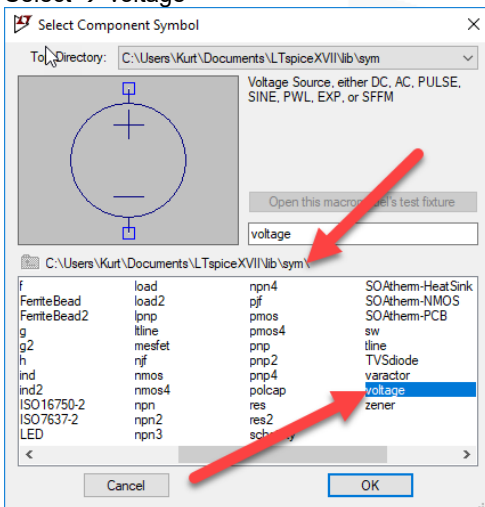 Select → voltage
Select Component Symbol
Top Directory: C:\Users\Kurt\Documents\LTspiceXVII\lib\sym
Voltage Source, either DC, AC, PULSE,
SINE, PWL, EXP, or SFFM
Open this test fixture
voltage
C:\Users\Kurt\Documents\LTspiceXVII\lib\sym\
f load npn4 SOAtherm-HeatSink
FerriteBead load2 pjf SOAtherm-NMOS
FerriteBead2 lpnp pmos SOAtherm-PCB
g ltline pmos4 sw
g2 mesfet pnp tline
h njf pnp2 TVSdiode
ind nmos pnp4 varactor
ind2 nmos4 polcap voltage
ISO16750-2 npn res zener
ISO7637-2 npn2 res2
LED npn3
Cancel OK